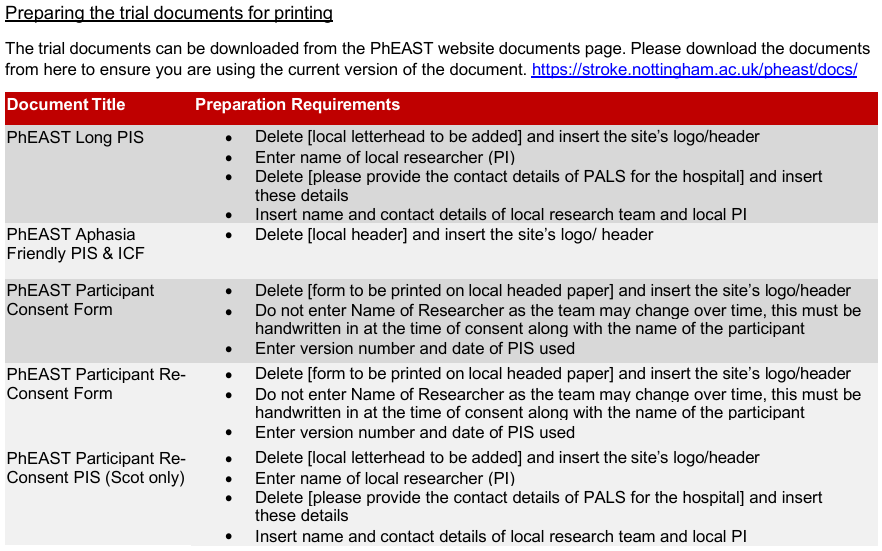 Preparing the trial documents for printing
The trial documents can be downloaded from the PhEAST website documents page. Please download the documents
from here to ensure you are using the current version of the document. https://stroke.nottingham.ac.uk/pheast/docs/
Document Title Preparation Requirements
PhEAST Long PIS
• Delete [local letterhead to be added] and insert the site's logo/header
• Enter name of local researcher (PI)
• Delete [please provide the contact details of PALS for the hospital] and insert
these details
• Insert name and contact details of local research team and local PI
PhEAST Aphasia
Friendly PIS & ICF
• Delete [local header] and insert the site's logo/ header
PhEAST Participant
Consent Form
• Delete [form to be printed on local headed paper] and insert the site's logo/header
• Do not enter Name of Researcher as the team may change over time, this must be
handwritten in at the time of consent along with the name of the participant
• Enter version number and date of PIS used
PhEAST Participant Re-
Consent Form
• Delete [form to be printed on local headed paper] and insert the site's logo/header
• Do not enter Name of Researcher as the team may change over time, this must be
handwritten in at the time of consent along with the name of the participant
• Enter version number and date of PIS used
PhEAST Participant Re-
Consent PIS (Scot only)
• Delete [local letterhead to be added] and insert the site's logo/header
• Enter name of local researcher (PI)
• Delete [please provide the contact details of PALS for the hospital] and insert
these details
• Insert name and contact details of local research team and local PI